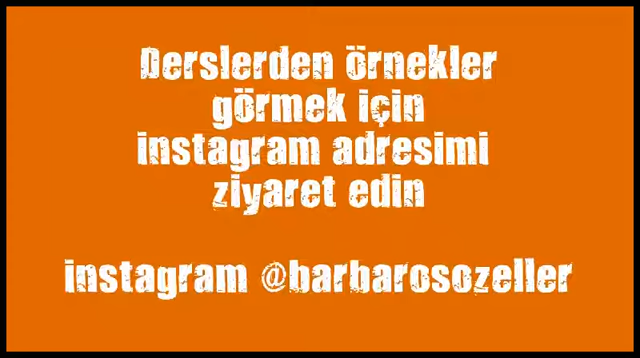 Derslerden örnekler
görmek için
instagram adresimi
ziyaret edin
instagram @barbarosozeller